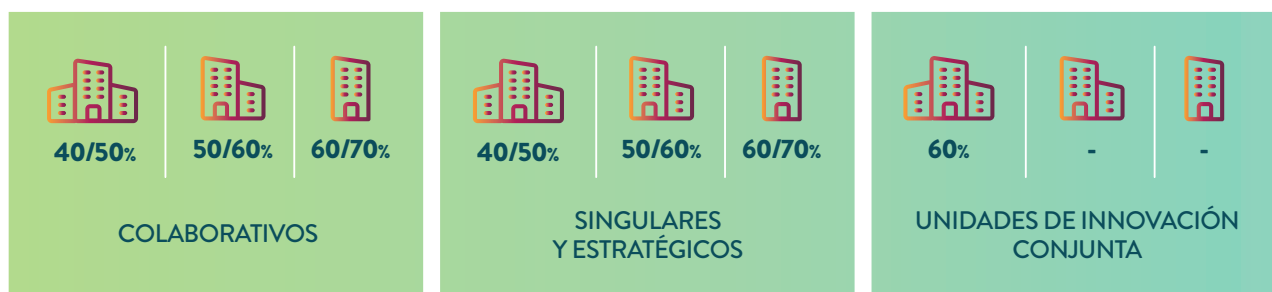 40/50%
50/60%
60/70%
COLABORATIVOS
40/50%
50/60%
60/70%
SINGULARES
Y ESTRATÉGICOS
60%
-
-
UNIDADES DE INNOVACIÓN
CONJUNTA